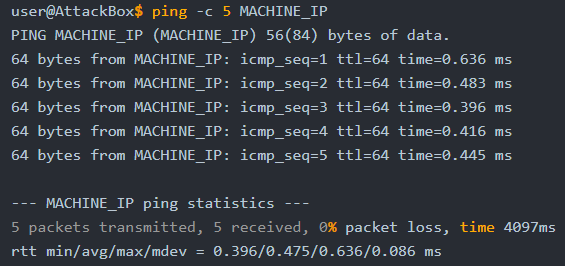 user@AttackBox$ ping -c 5 MACHINE_IP
PING MACHINE_IP (MACHINE_IP) 56(84) bytes of data.
64 bytes from MACHINE_IP: icmp_seq=1 ttl=64 time=0.636 ms
64 bytes from MACHINE_IP: icmp_seq=2 ttl=64 time=0.483 ms
64 bytes from MACHINE_IP: icmp_seq=3 ttl=64 time=0.396 ms
64 bytes from MACHINE_IP: icmp_seq=4 ttl=64 time=0.416 ms
64 bytes from MACHINE_IP: icmp_seq=5 ttl=64 time=0.445 ms
--- MACHINE_IP ping statistics ---
5 packets transmitted, 5 received, 0% packet loss, time 4097ms
rtt min/avg/max/mdev = 0.396/0.475/0.636/0.086 ms